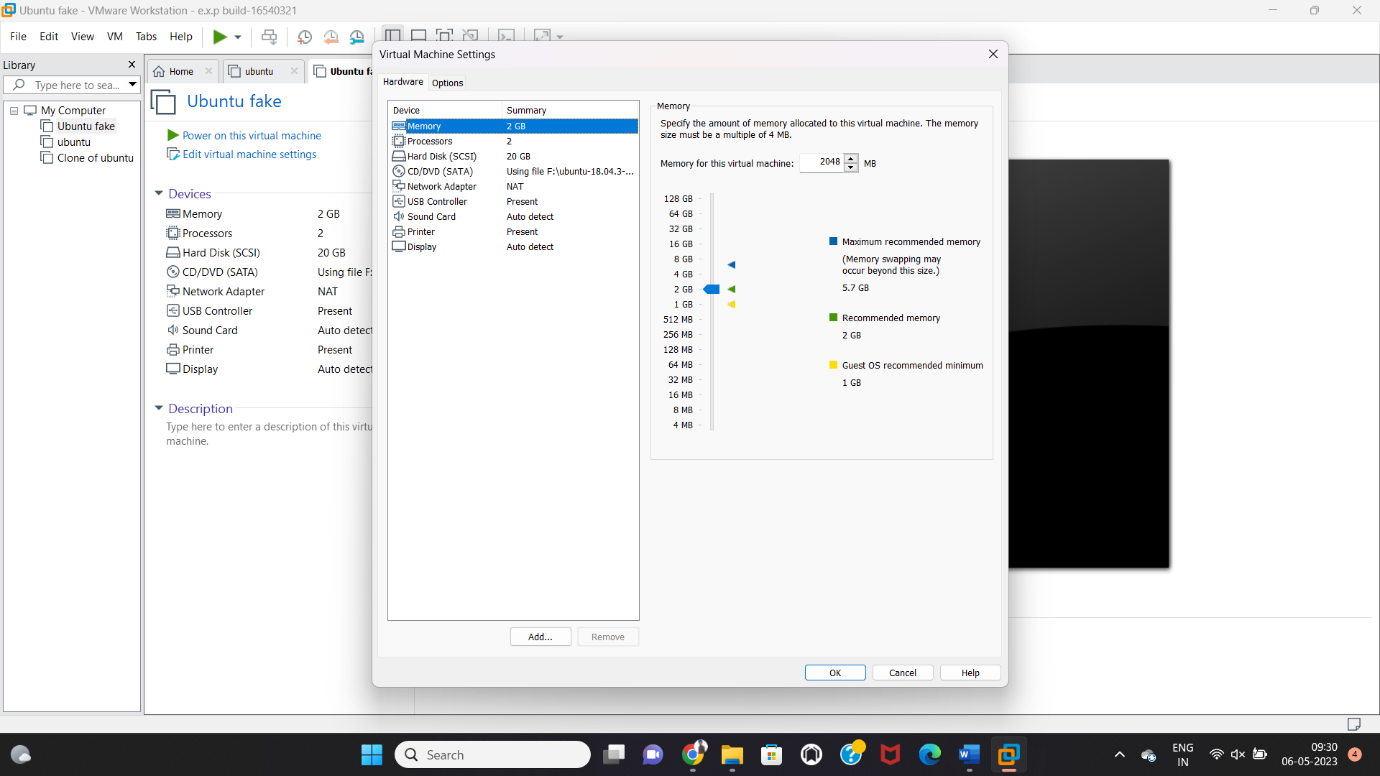 Ubuntu fake - VMware Workstation - e.x.p build-16540321
File Edit View VM Tabs Help
Library
Type here to sea...
My Computer
Ubuntu fake
ubuntu
Clone of ubuntu
Home
ubuntu
Ubuntu fa
Ubuntu fake
Power on this virtual machine
Edit virtual machine settings
Devices
Memory 2 GB
Processors 2
Hard Disk (SCSI) 20 GB
CD/DVD (SATA) Using file F:
Network Adapter NAT
USB Controller Present
Sound Card Auto detect
Printer Present
Display Auto detect
Description
Type here to enter a description of this virtu
machine.
Virtual Machine Settings
Hardware Options
Device Summary
Memory 2 GB
Processors 2
Hard Disk (SCSI) 20 GB
CD/DVD (SATA) Using file F:\ubuntu-18.04.3-...
Network Adapter NAT
USB Controller Present
Sound Card Auto detect
Printer Present
Display Auto detect
Add... Remove
Memory
Specify the amount of memory allocated to this virtual machine. The memory
size must be a multiple of 4 MB.
Memory for this virtual machine: 2048 MB
128 GB
64 GB
32 GB
16 GB
8 GB
4 GB
2 GB
1 GB
512 MB
256 MB
128 MB
64 MB
32 MB
16 MB
8 MB
4 MB
Maximum recommended memory
(Memory swapping may
occur beyond this size.)
5.7 GB
Recommended memory
2 GB
Guest OS recommended minimum
1 GB
OK Cancel Help
Search
ENG
IN
09:30
06-05-2023
4